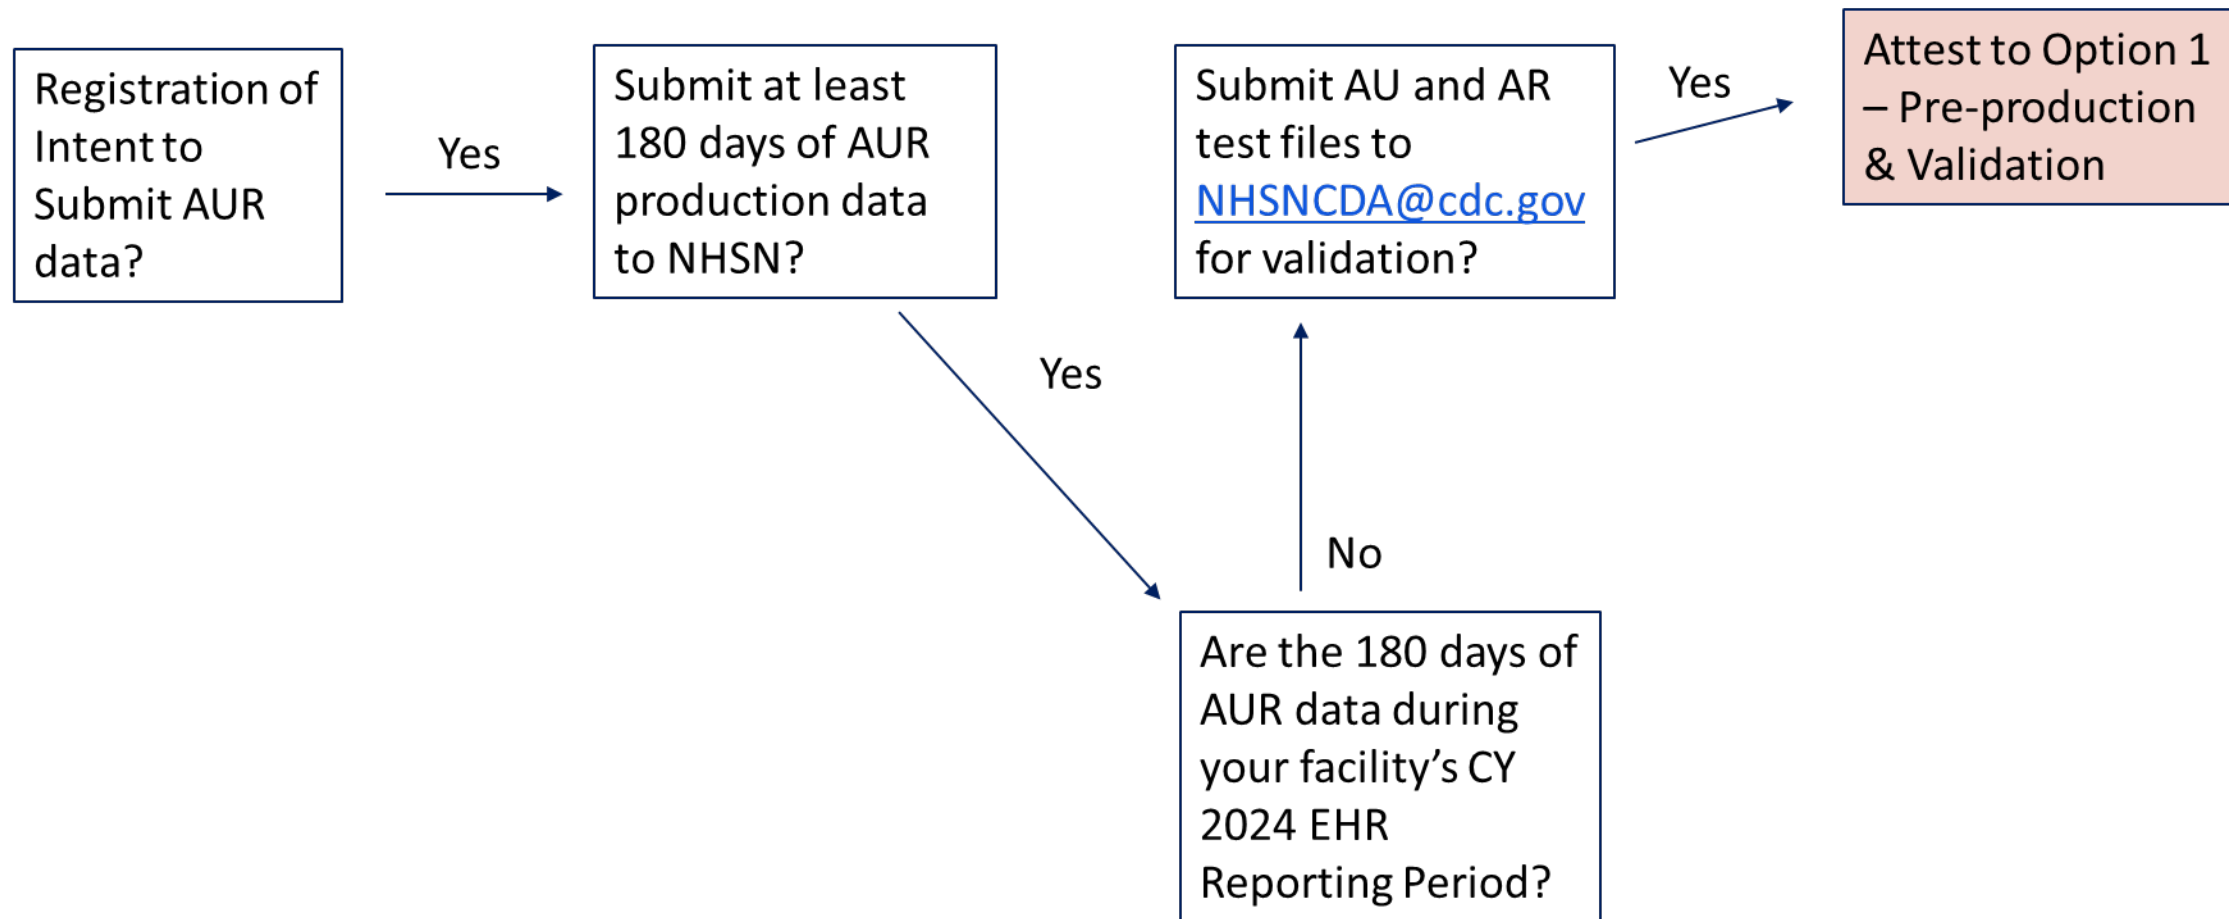 Registration of
Intent to
Submit AUR
data?
Yes
Submit at least
180 days of AUR
production data
to NHSN?
Yes
Are the 180 days of
AUR data during
your facility’s CY
2024 EHR
Reporting Period?
No
Submit AU and AR
test files to
NHSNCDA@cdc.gov
for validation?
Yes
Attest to Option 1
– Pre-production
& Validation